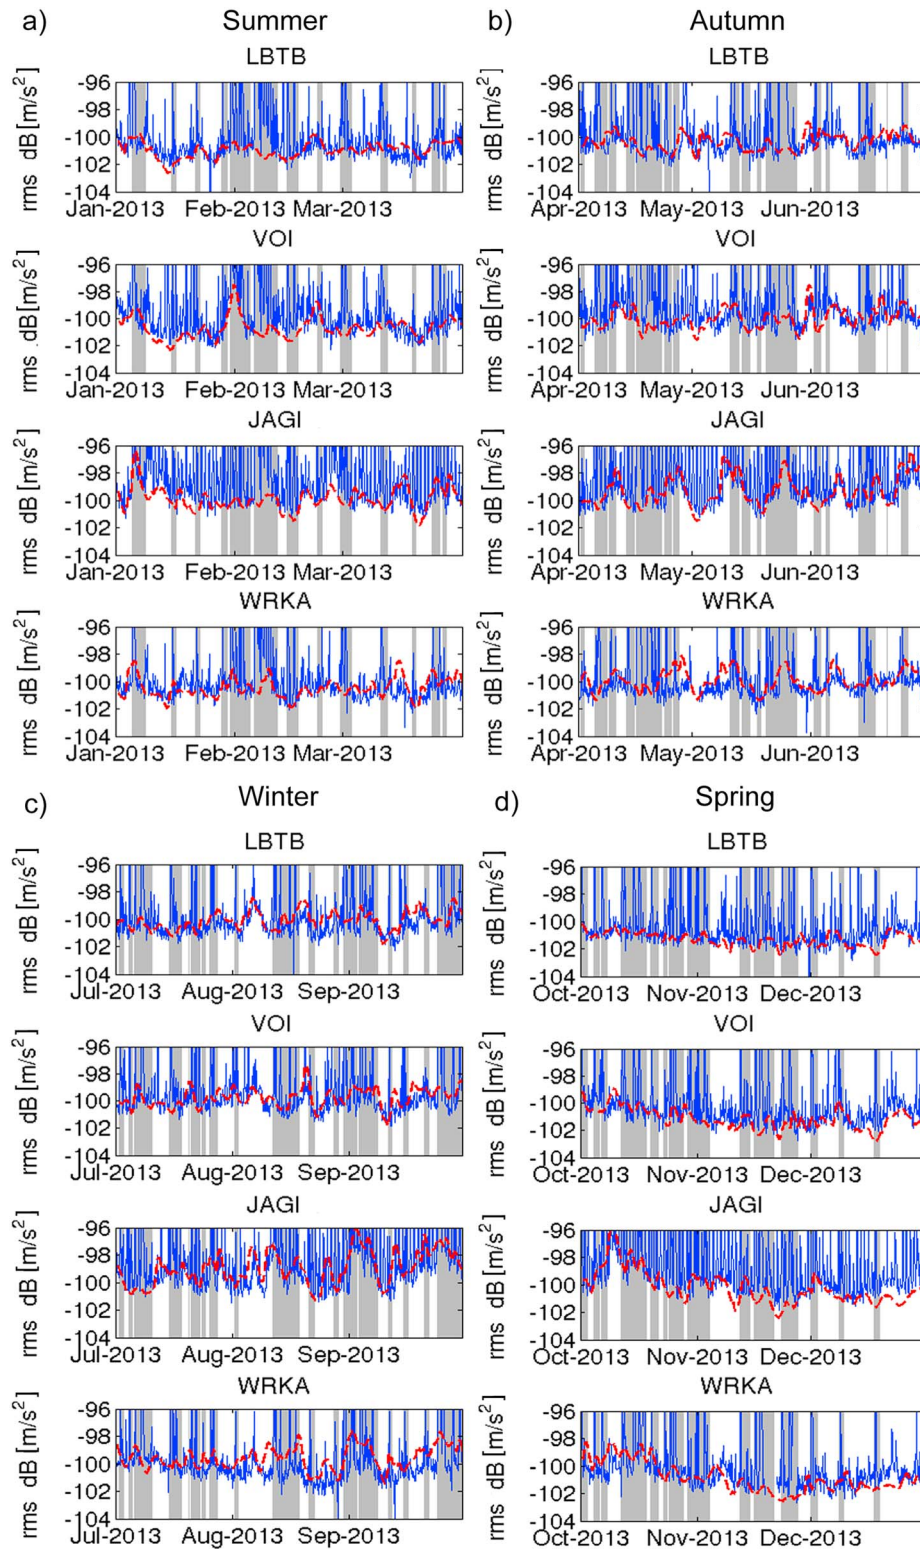 a) Summer
LBTB
rms dB [m/s²]
-96
-98
-100
-102
-104
Jan-2013 Feb-2013 Mar-2013
VOI
rms .dB [m/s²]
-96
-98
-100
-102
-104
Jan-2013 Feb-2013 Mar-2013
JAGI
rms dB [m/s²]
-96
-98
-100
-102
-104
Jan-2013 Feb-2013 Mar-2013
WRKA
rms dB [m/s²]
-96
-98
-100
-102
-104
Jan-2013 Feb-2013 Mar-2013
b) Autumn
LBTB
rms dB [m/s²]
-96
-98
-100
-102
-104
Apr-2013 May-2013 Jun-2013
VOI
rms dB [m/s²]
-96
-98
-100
-102
-104
Apr-2013 May-2013 Jun-2013
JAGI
rms dB [m/s²]
-96
-98
-100
-102
-104
Apr-2013 May-2013 Jun-2013
WRKA
rms dB [m/s²]
-96
-98
-100
-102
-104
Apr-2013 May-2013 Jun-2013
c) Winter
LBTB
rms dB [m/s²]
-96
-98
-100
-102
-104
Jul-2013 Aug-2013 Sep-2013
VOI
rms dB [m/s²]
-96
-98
-100
-102
-104
Jul-2013 Aug-2013 Sep-2013
JAGI
rms dB [m/s²]
-96
-98
-100
-102
-104
Jul-2013 Aug-2013 Sep-2013
WRKA
rms dB [m/s²]
-96
-98
-100
-102
-104
Jul-2013 Aug-2013 Sep-2013
d) Spring
LBTB
rms dB [m/s²]
-96
-98
-100
-102
-104
Oct-2013 Nov-2013 Dec-2013
VOI
rms dB [m/s²]
-96
-98
-100
-102
-104
Oct-2013 Nov-2013 Dec-2013
JAGI
rms dB [m/s²]
-96
-98
-100
-102
-104
Oct-2013 Nov-2013 Dec-2013
WRKA
rms dB [m/s²]
-96
-98
-100
-102
-104
Oct-2013 Nov-2013 Dec-2013